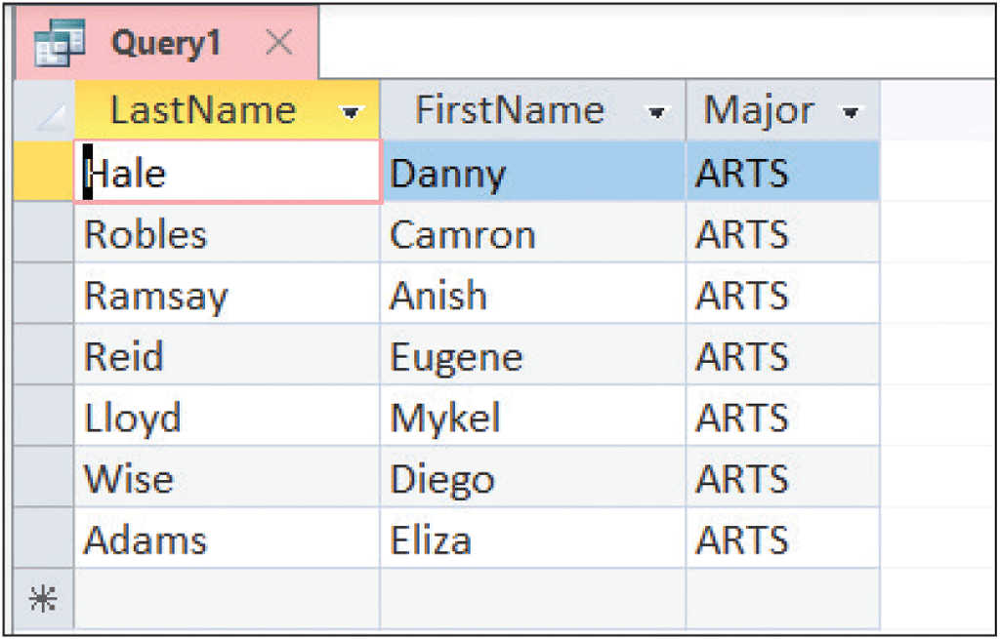 Query1
LastName FirstName Major
Hale Danny ARTS
Robles Camron ARTS
Ramsay Anish ARTS
Reid Eugene ARTS
Lloyd Mykel ARTS
Wise Diego ARTS
Adams Eliza ARTS